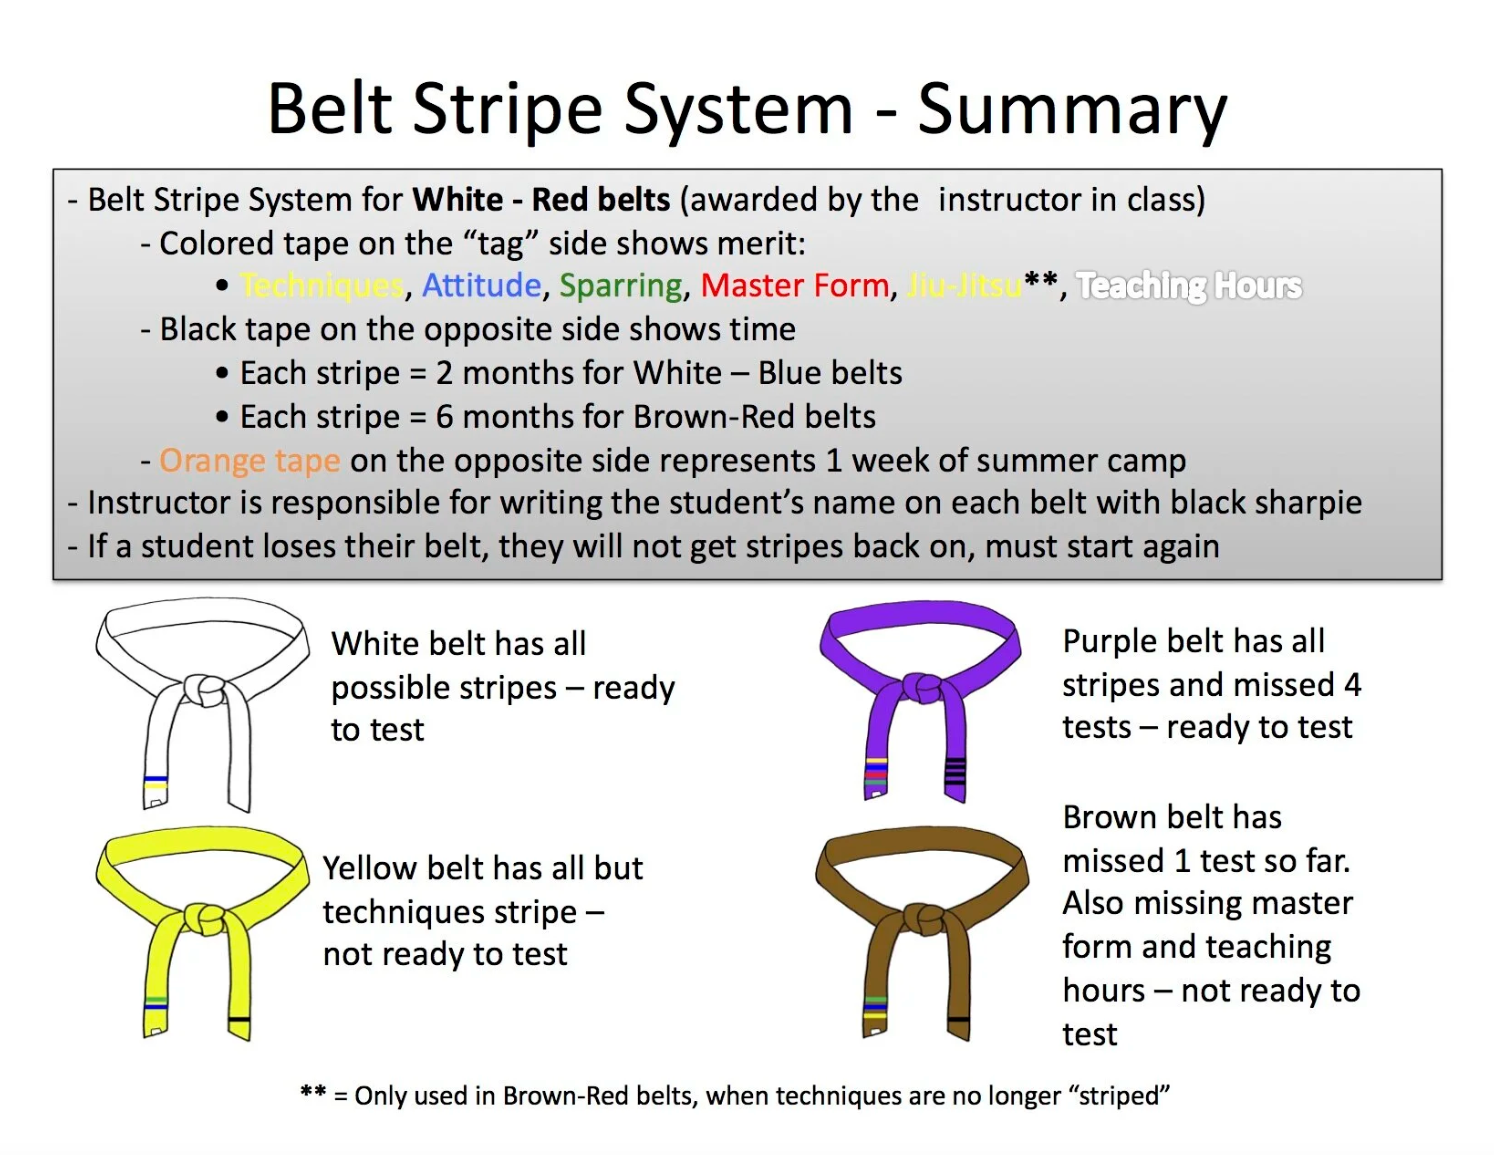 Belt Stripe System - Summary
- Belt Stripe System for White - Red belts (awarded by the  instructor in class)
- Colored tape on the “tag” side shows merit:
• Techniques, Attitude, Sparring, Master Form, Jiu-Jitsu**, Teaching Hours
- Black tape on the opposite side shows time
• Each stripe = 2 months for White – Blue belts
• Each stripe = 6 months for Brown-Red belts
- Orange tape on the opposite side represents 1 week of summer camp
- Instructor is responsible for writing the student’s name on each belt with black sharpie
- If a student loses their belt, they will not get stripes back on, must start again
White belt has all
possible stripes – ready
to test
Purple belt has all
stripes and missed 4
tests – ready to test
Yellow belt has all but
techniques stripe –
not ready to test
Brown belt has
missed 1 test so far.
Also missing master
form and teaching
hours – not ready to
test
** = Only used in Brown-Red belts, when techniques are no longer “striped”